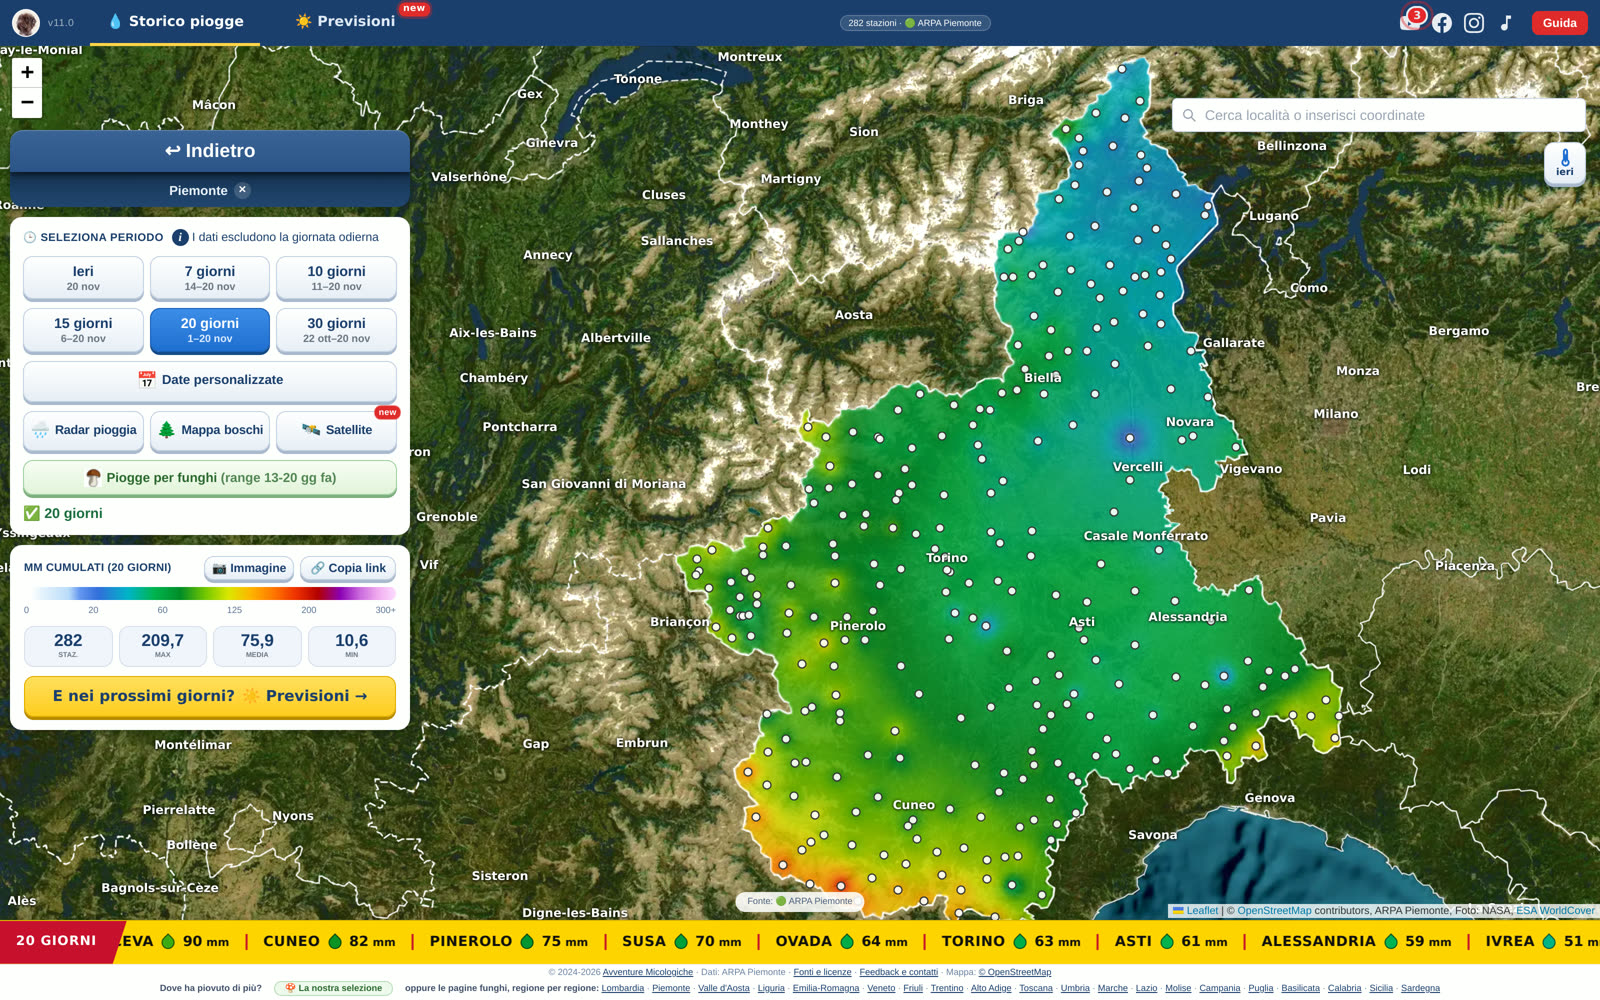 v11.0
💧 Storico piogge
☀️ Previsioni
new
282 stazioni · 🟢 ARPA Piemonte
3
Guida
+
−
Cerca località o inserisci coordinate
ieri
↩ Indietro
Piemonte ✕
🕒 SELEZIONA PERIODO i I dati escludono la giornata odierna
Ieri
20 nov
7 giorni
14–20 nov
10 giorni
11–20 nov
15 giorni
6–20 nov
20 giorni
1–20 nov
30 giorni
22 ott–20 nov
📅 Date personalizzate
🌧️ Radar pioggia
🌲 Mappa boschi
🛰️ Satellite
new
🍄 Piogge per funghi (range 13-20 gg fa)
✅ 20 giorni
MM CUMULATI (20 GIORNI)
📷 Immagine
🔗 Copia link
0 20 60 125 200 300+
282
STAZ.
209,7
MAX
75,9
MEDIA
10,6
MIN
E nei prossimi giorni? ☀️ Previsioni →
ay-le-Monial
Mâcon
Gex
Tonone
Montreux
Ginevra
Monthey
Sion
Briga
Valserhône
Cluses
Martigny
Bellinzona
Sallanches
Annecy
Lugano
Como
Aosta
Aix-les-Bains
Albertville
Bergamo
Gallarate
Chambéry
Biella
Monza
Bre
Milano
Pontcharra
Novara
ron
Vercelli
Vigevano
Lodi
San Giovanni di Moriana
Grenoble
Pavia
Casale Monferrato
yssingeaux
Vif
Torino
Piacenza
Briançon
Pinerolo
Asti
Alessandria
Montélimar
Gap
Embrun
Pierrelatte
Nyons
Cuneo
Genova
Savona
Bollène
Sisteron
Bagnols-sur-Cèze
Alès
Digne-les-Bains
Fonte: 🟢 ARPA Piemonte
Leaflet | © OpenStreetMap contributors, ARPA Piemonte, Foto: NASA, ESA WorldCover
20 GIORNI
EVA 90 mm | CUNEO 82 mm | PINEROLO 75 mm | SUSA 70 mm | OVADA 64 mm | TORINO 63 mm | ASTI 61 mm | ALESSANDRIA 59 mm | IVREA 51 m
© 2024-2026 Avventure Micologiche · Dati: ARPA Piemonte · Fonti e licenze · Feedback e contatti · Mappa: © OpenStreetMap
Dove ha piovuto di più? 🍄 La nostra selezione oppure le pagine funghi, regione per regione: Lombardia · Piemonte · Valle d'Aosta · Liguria · Emilia-Romagna · Veneto · Friuli · Trentino · Alto Adige · Toscana · Umbria · Marche · Lazio · Molise · Campania · Puglia · Basilicata · Calabria · Sicilia · Sardegna